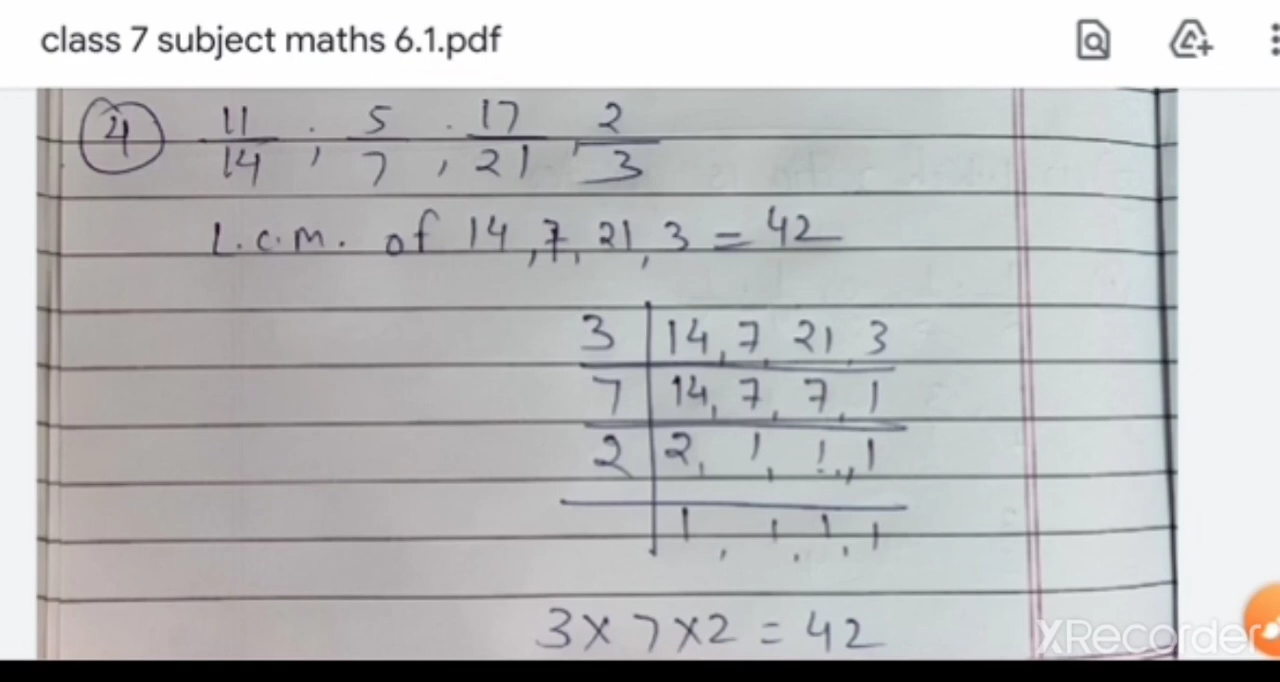 class 7 subject maths 6.1.pdf
4 11/14 ; 5/7 ; 17/21 , 2/3
L.c.m. of 14, 7, 21, 3 = 42
3 | 14, 7, 21, 3
7 | 14, 7, 7, 1
2 | 2, 1, 1, 1
| 1, 1, 1, 1
3 × 7 × 2 = 42
XRecorder